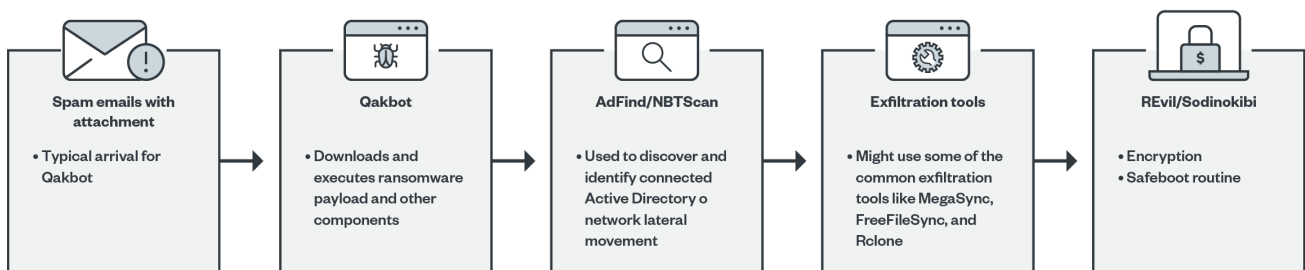 Spam emails with
attachment
• Typical arrival for
Qakbot
Qakbot
• Downloads and
executes ransomware
payload and other
components
AdFind/NBTScan
• Used to discover and
identify connected
Active Directory o
network lateral
movement
Exfiltration tools
• Might use some of the
common exfiltration
tools like MegaSync,
FreeFileSync, and
Rclone
$
REvil/Sodinokibi
• Encryption
• Safeboot routine